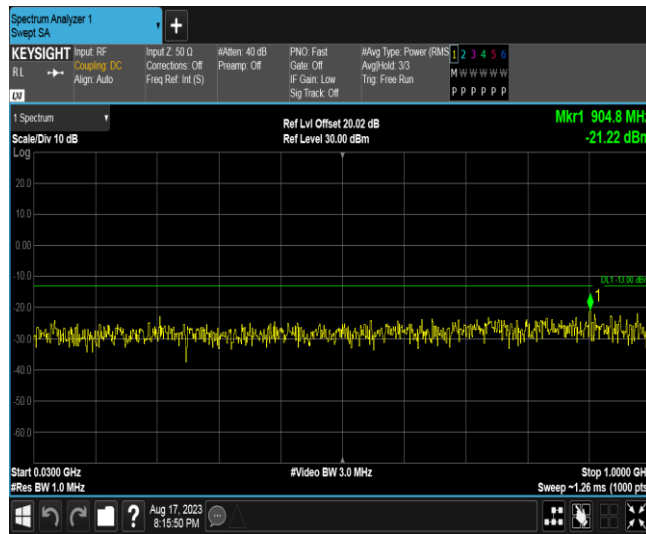 Spectrum Analyzer 1
Swept SA
+
KEYSIGHT
RL
LXI
Input: RF
Coupling: DC
Align: Auto
Input Z: 50 Ω
Corrections: Off
Freq Ref: Int (S)
#Atten: 40 dB
Preamp: Off
PNO: Fast
Gate: Off
IF Gain: Low
Sig Track: Off
#Avg Type: Power (RMS
Avg|Hold: 3/3
Trig: Free Run
1 2 3 4 5 6
M W W W W W
P P P P P P
1 Spectrum
Scale/Div 10 dB
Ref Lvl Offset 20.02 dB
Ref Level 30.00 dBm
Mkr1 904.8 MHz
-21.22 dBm
Log
20.0
10.0
0.00
-10.0
DL1 -13.00 dBm
1
-20.0
-30.0
-40.0
-50.0
-60.0
Start 0.0300 GHz
#Res BW 1.0 MHz
#Video BW 3.0 MHz
Stop 1.0000 GH
Sweep ~1.26 ms (1000 pts
?
Aug 17, 2023
8:15:50 PM